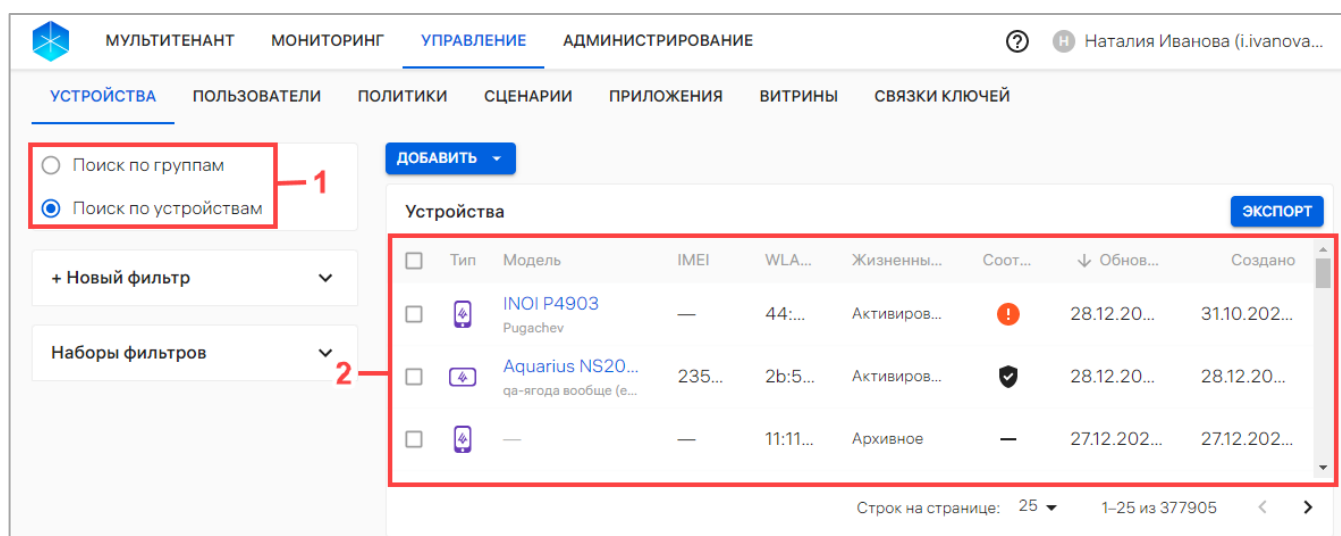 МУЛЬТИТЕНАНТ МОНИТОРИНГ УПРАВЛЕНИЕ АДМИНИСТРИРОВАНИЕ ? Н Наталия Иванова (i.ivanova...
УСТРОЙСТВА ПОЛЬЗОВАТЕЛИ ПОЛИТИКИ СЦЕНАРИИ ПРИЛОЖЕНИЯ ВИТРИНЫ СВЯЗКИ КЛЮЧЕЙ
Поиск по группам
Поиск по устройствам
1
+ Новый фильтр
Наборы фильтров
2
ДОБАВИТЬ
Устройства ЭКСПОРТ
Тип Модель IMEI WLA... Жизненны... Соот... Обнов... Создано
INOI P4903 — 44:... Активиров... ! 28.12.20... 31.10.202...
Pugachev
Aquarius NS20... 235... 2b:5... Активиров... 28.12.20... 28.12.20...
qa-ягода вообще (e...
— — 11:11... Архивное — 27.12.202... 27.12.202...
Строк на странице: 25 1–25 из 377905